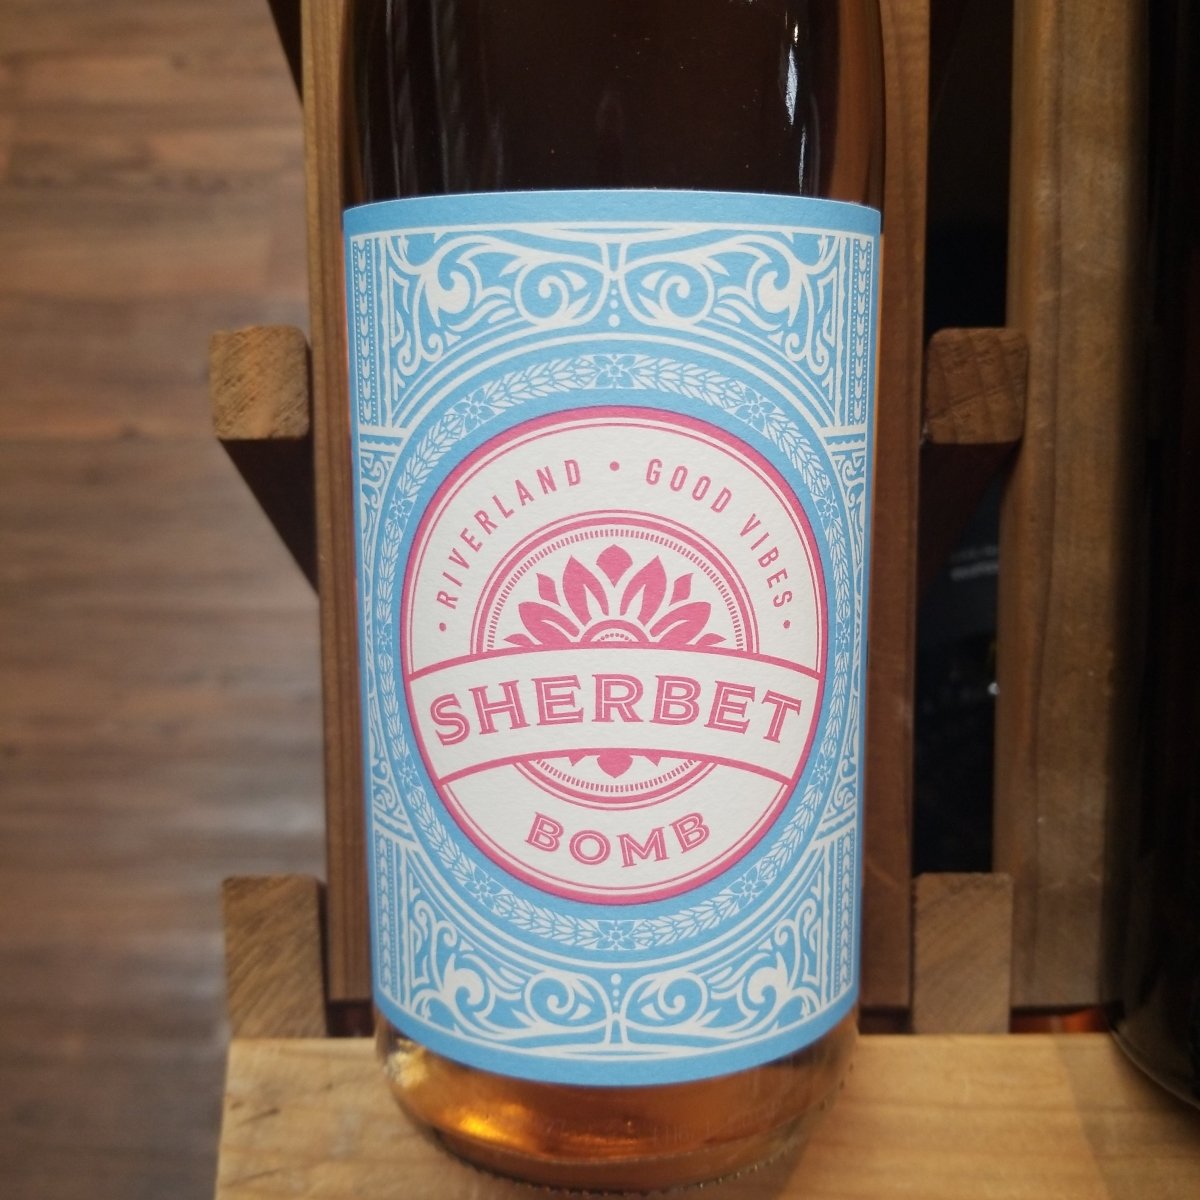 • RIVERLAND • GOOD VIBES •
SHERBET
BOMB